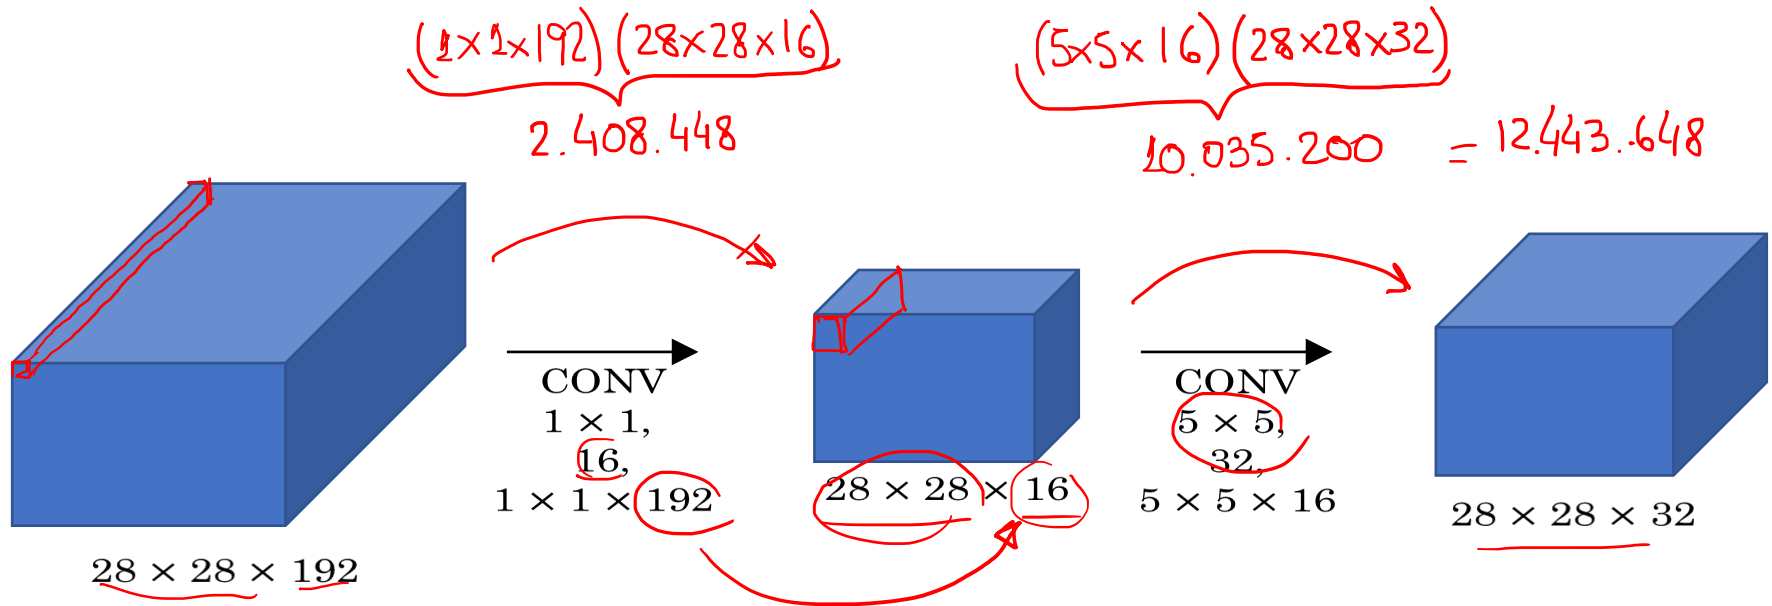 (1×1×192) (28×28×16)
2.408.448
(5×5×16) (28×28×32)
10.035.200 = 12.443.648
28 × 28 × 192
CONV
1 × 1,
16,
1 × 1 × 192
28 × 28 × 16
CONV
5 × 5,
32,
5 × 5 × 16
28 × 28 × 32